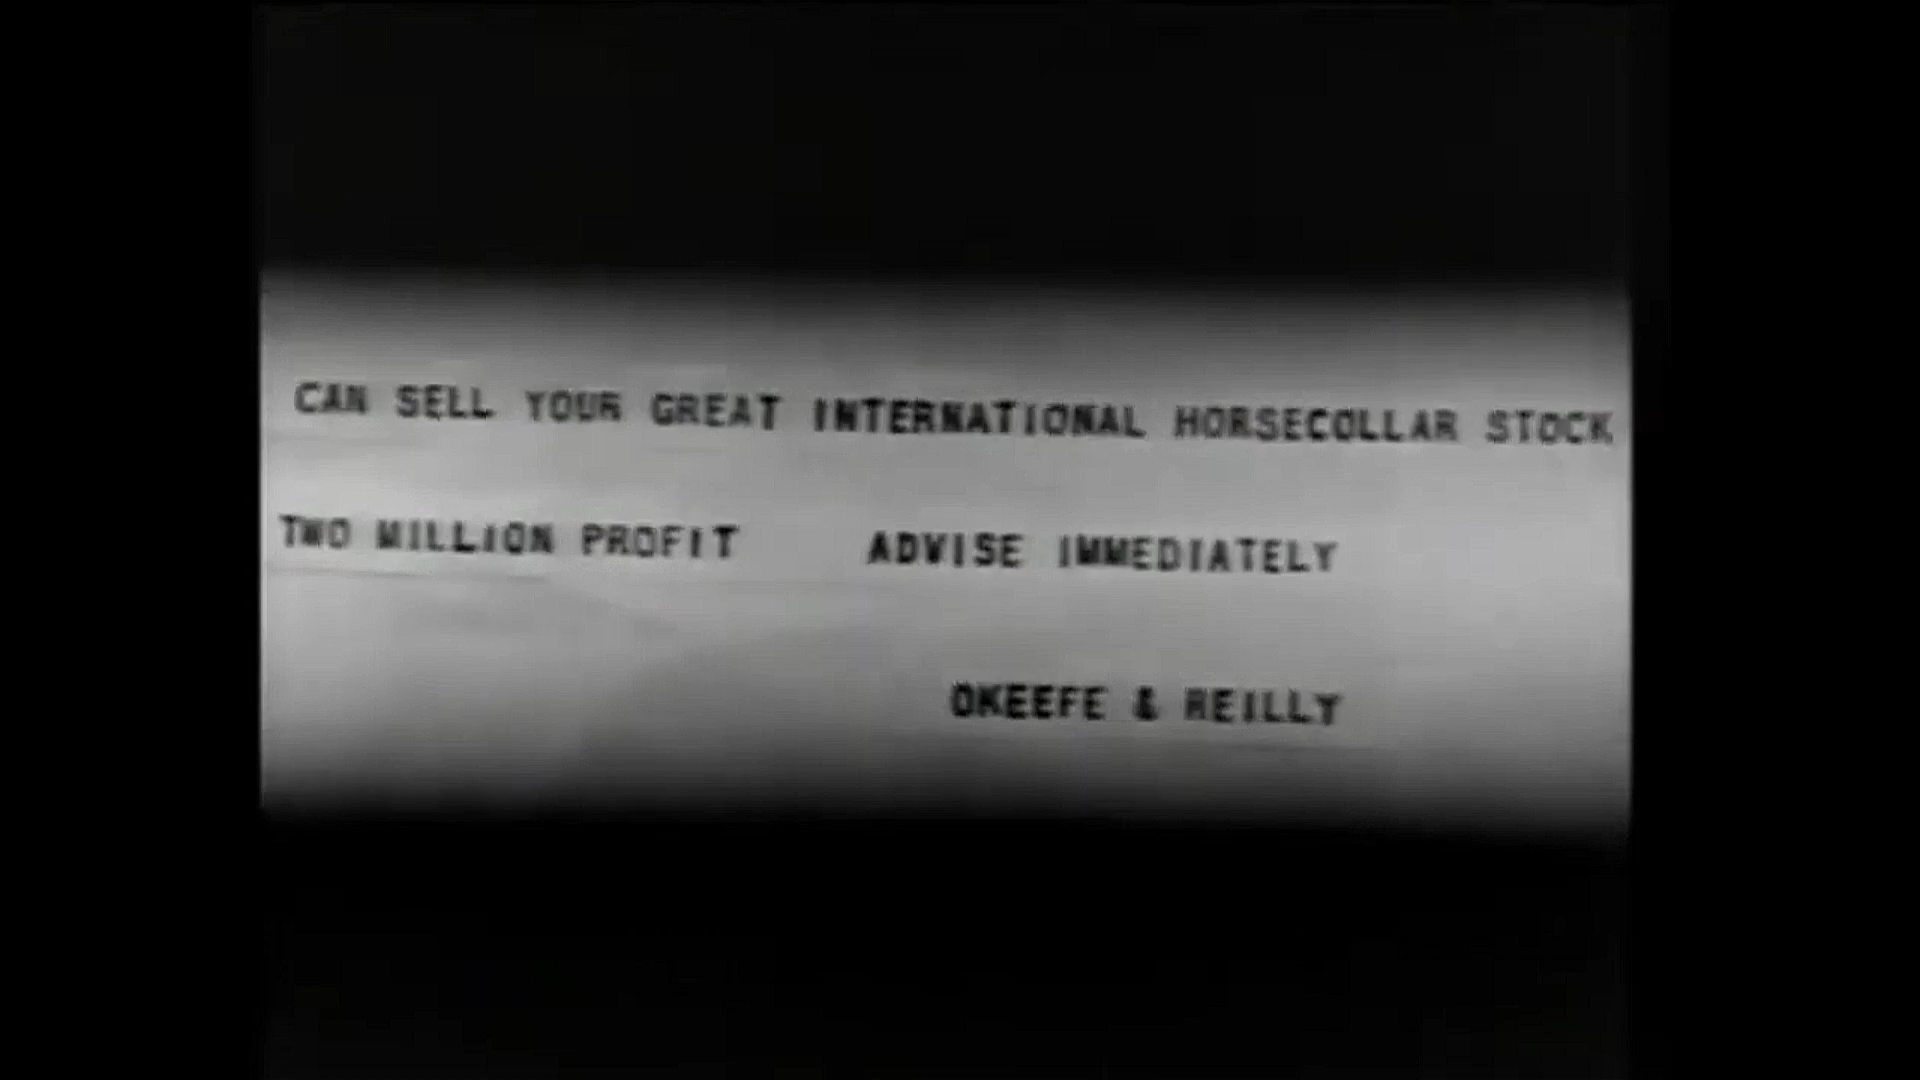 CAN SELL YOUR GREAT INTERNATIONAL HORSECOLLAR STOCK
TWO MILLION PROFIT ADVISE IMMEDIATELY
OKEEFE & REILLY